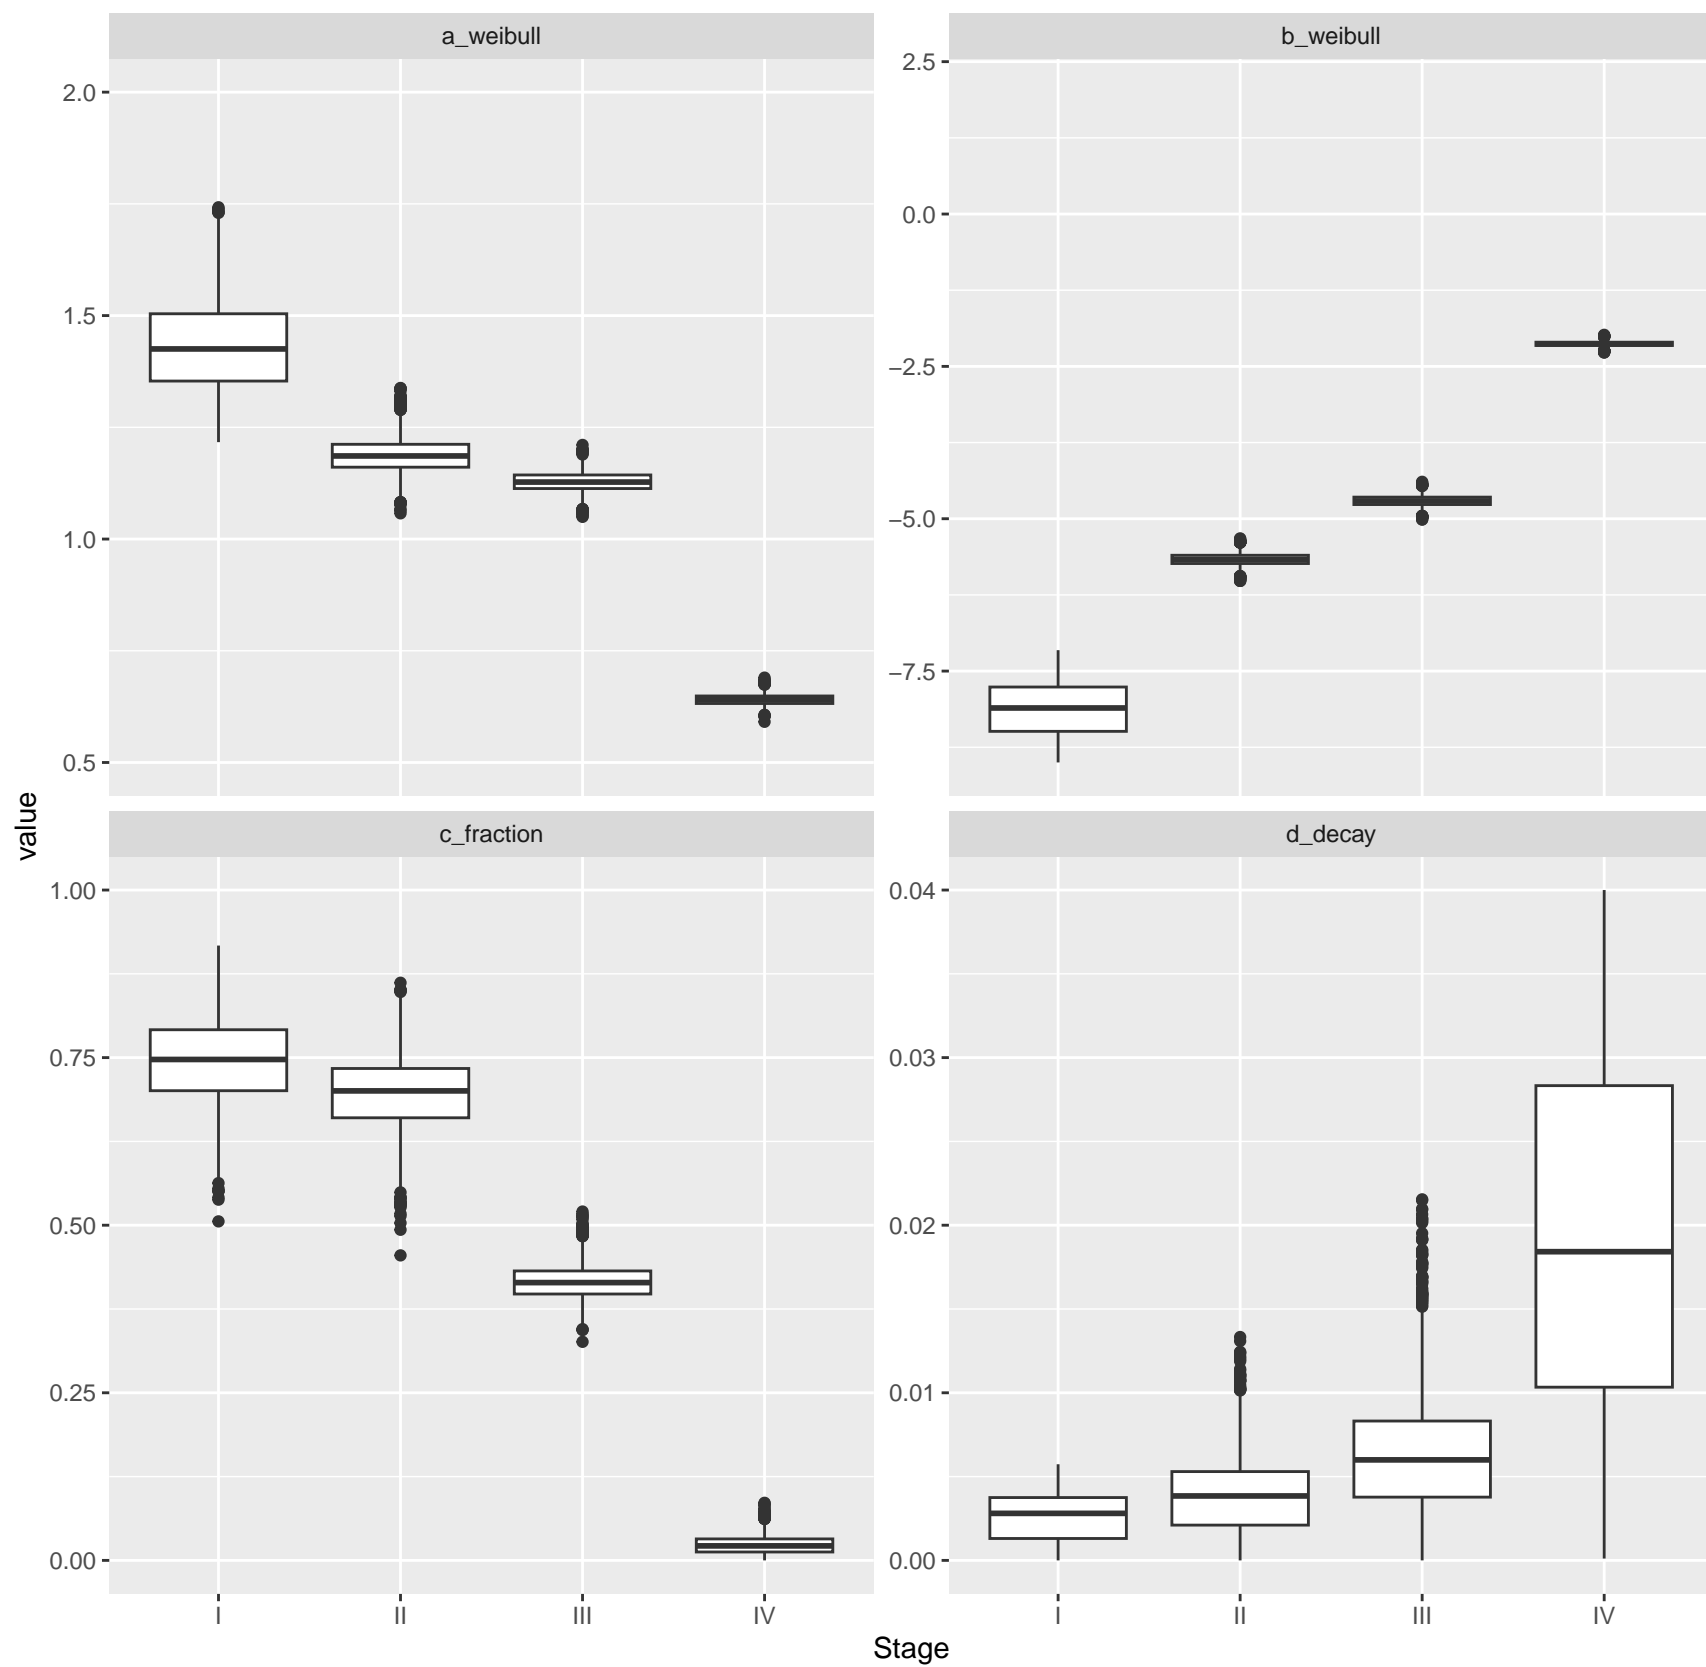 a_weibull
b_weibull
2.0
1.5
1.0
0.5
2.5
0.0
−2.5
−5.0
−7.5
value
c_fraction
d_decay
1.00
0.75
0.50
0.25
0.00
0.04
0.03
0.02
0.01
0.00
I II III IV
I II III IV
Stage